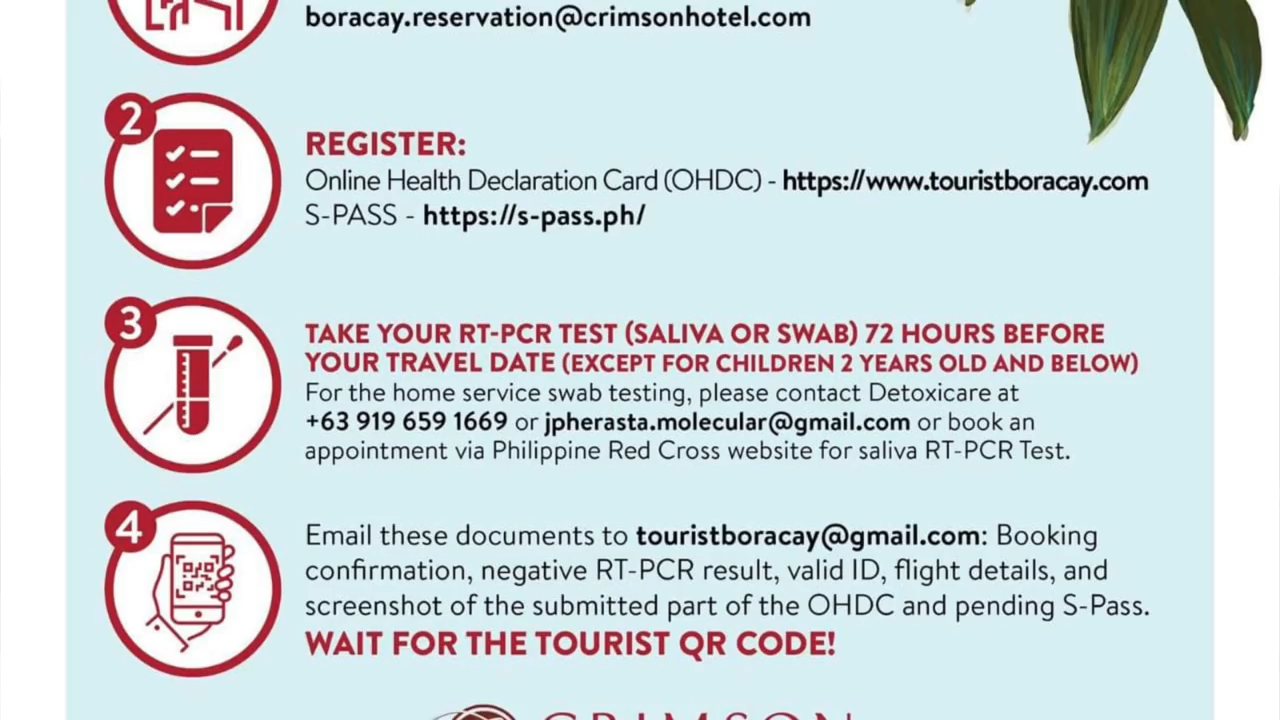 boracay.reservation@crimsonhotel.com
2
REGISTER:
Online Health Declaration Card (OHDC) - https://www.touristboracay.com
S-PASS - https://s-pass.ph/
3
TAKE YOUR RT-PCR TEST (SALIVA OR SWAB) 72 HOURS BEFORE
YOUR TRAVEL DATE (EXCEPT FOR CHILDREN 2 YEARS OLD AND BELOW)
For the home service swab testing, please contact Detoxicare at
+63 919 659 1669 or jpherasta.molecular@gmail.com or book an
appointment via Philippine Red Cross website for saliva RT-PCR Test.
4
Email these documents to touristboracay@gmail.com: Booking
confirmation, negative RT-PCR result, valid ID, flight details, and
screenshot of the submitted part of the OHDC and pending S-Pass.
WAIT FOR THE TOURIST QR CODE!
CRIMSON